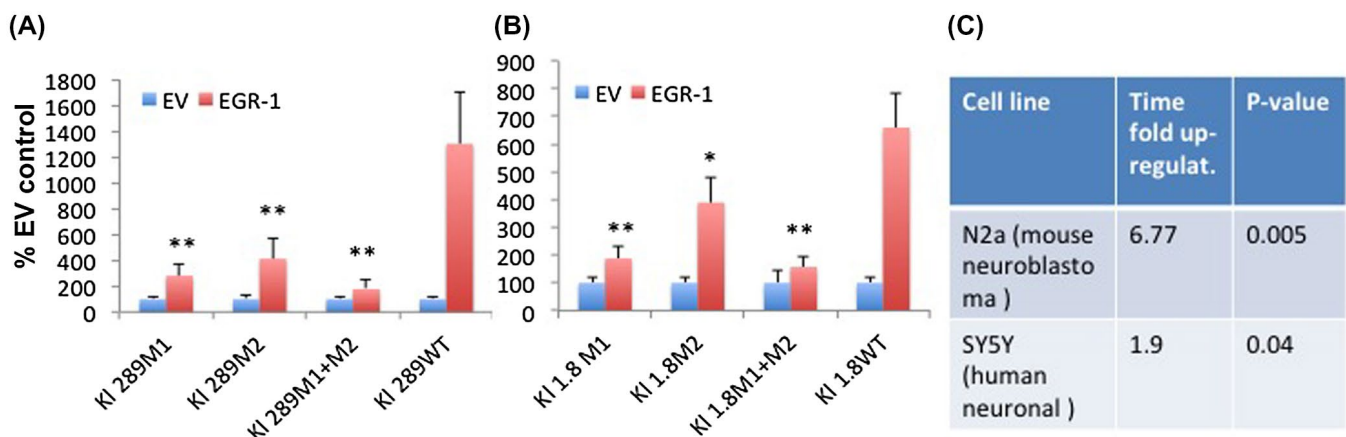 (A)
(B)
(C)
% EV control
1800
1600
1400
1200
1000
800
600
400
200
0
EV EGR-1
**
**
**
KI 289M1
KI 289M2
KI 289M1+M2
KI 289WT
900
800
700
600
500
400
300
200
100
0
EV EGR-1
**
*
**
KI 1.8 M1
KI 1.8M2
KI 1.8M1+M2
KI 1.8WT
Cell line Time P-value
fold up-
regulat.
N2a (mouse 6.77 0.005
neuroblasto
ma )
SY5Y 1.9 0.04
(human
neuronal )